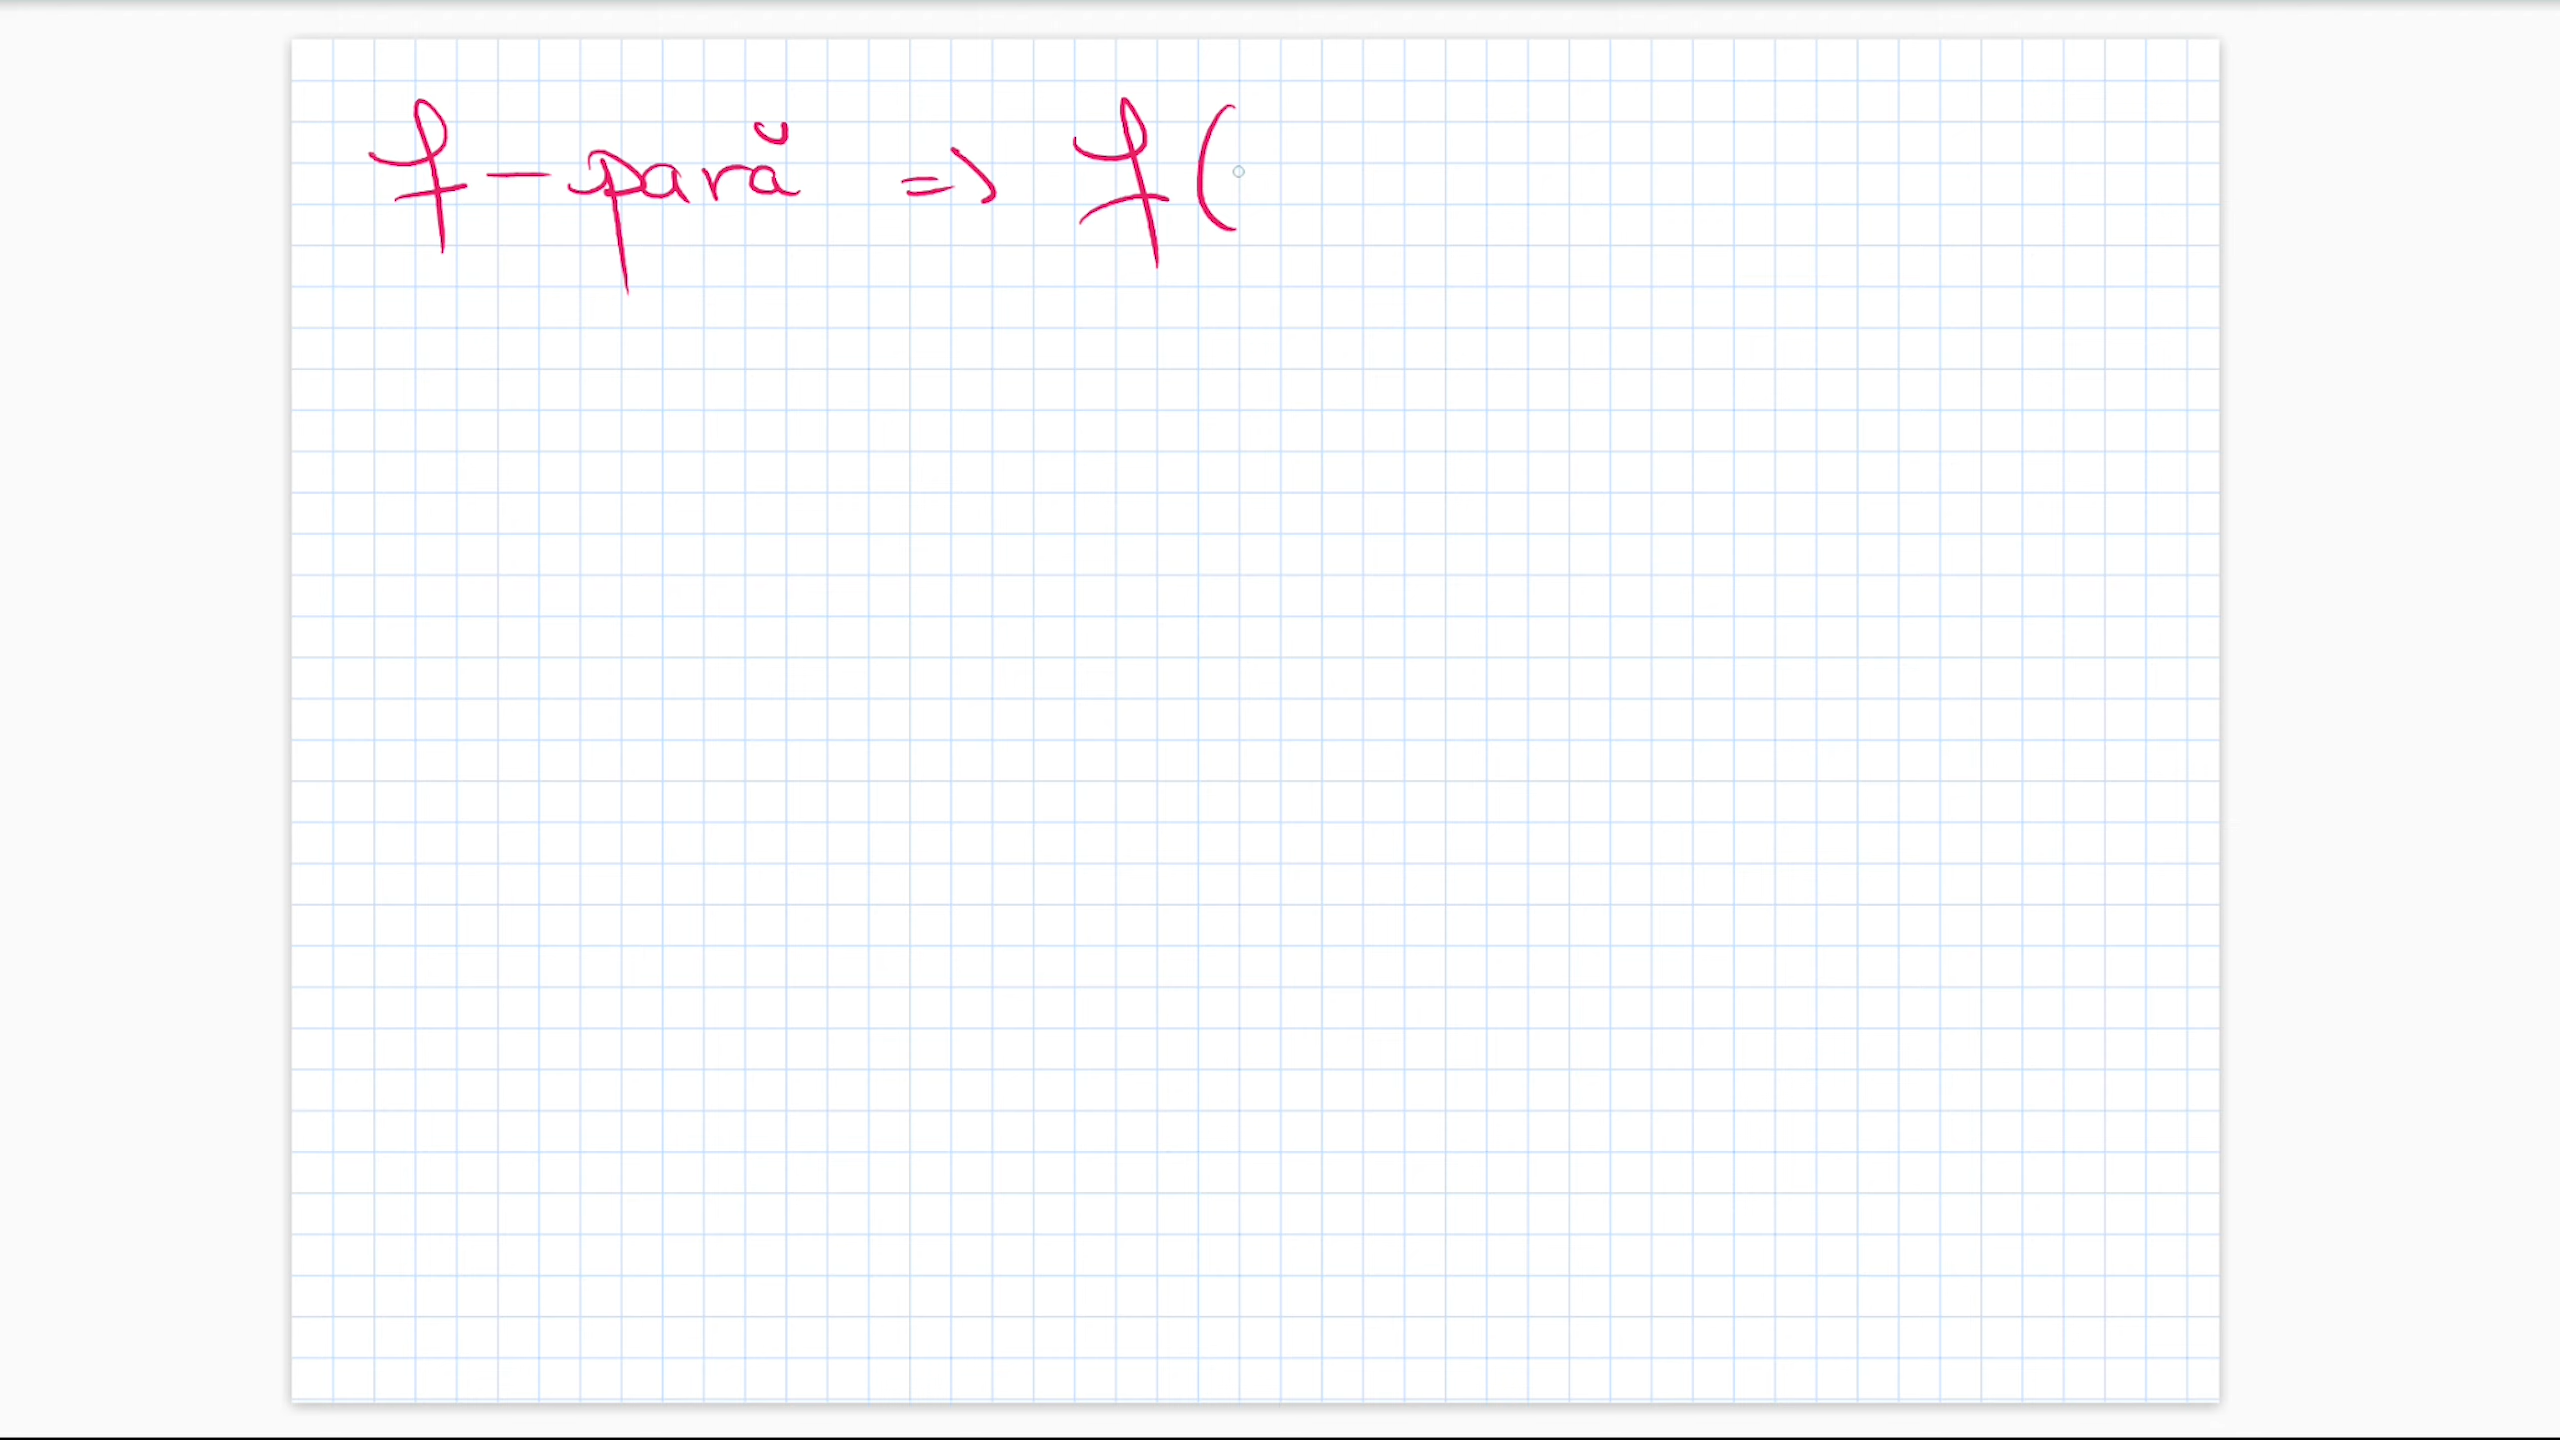 f - pară => f(